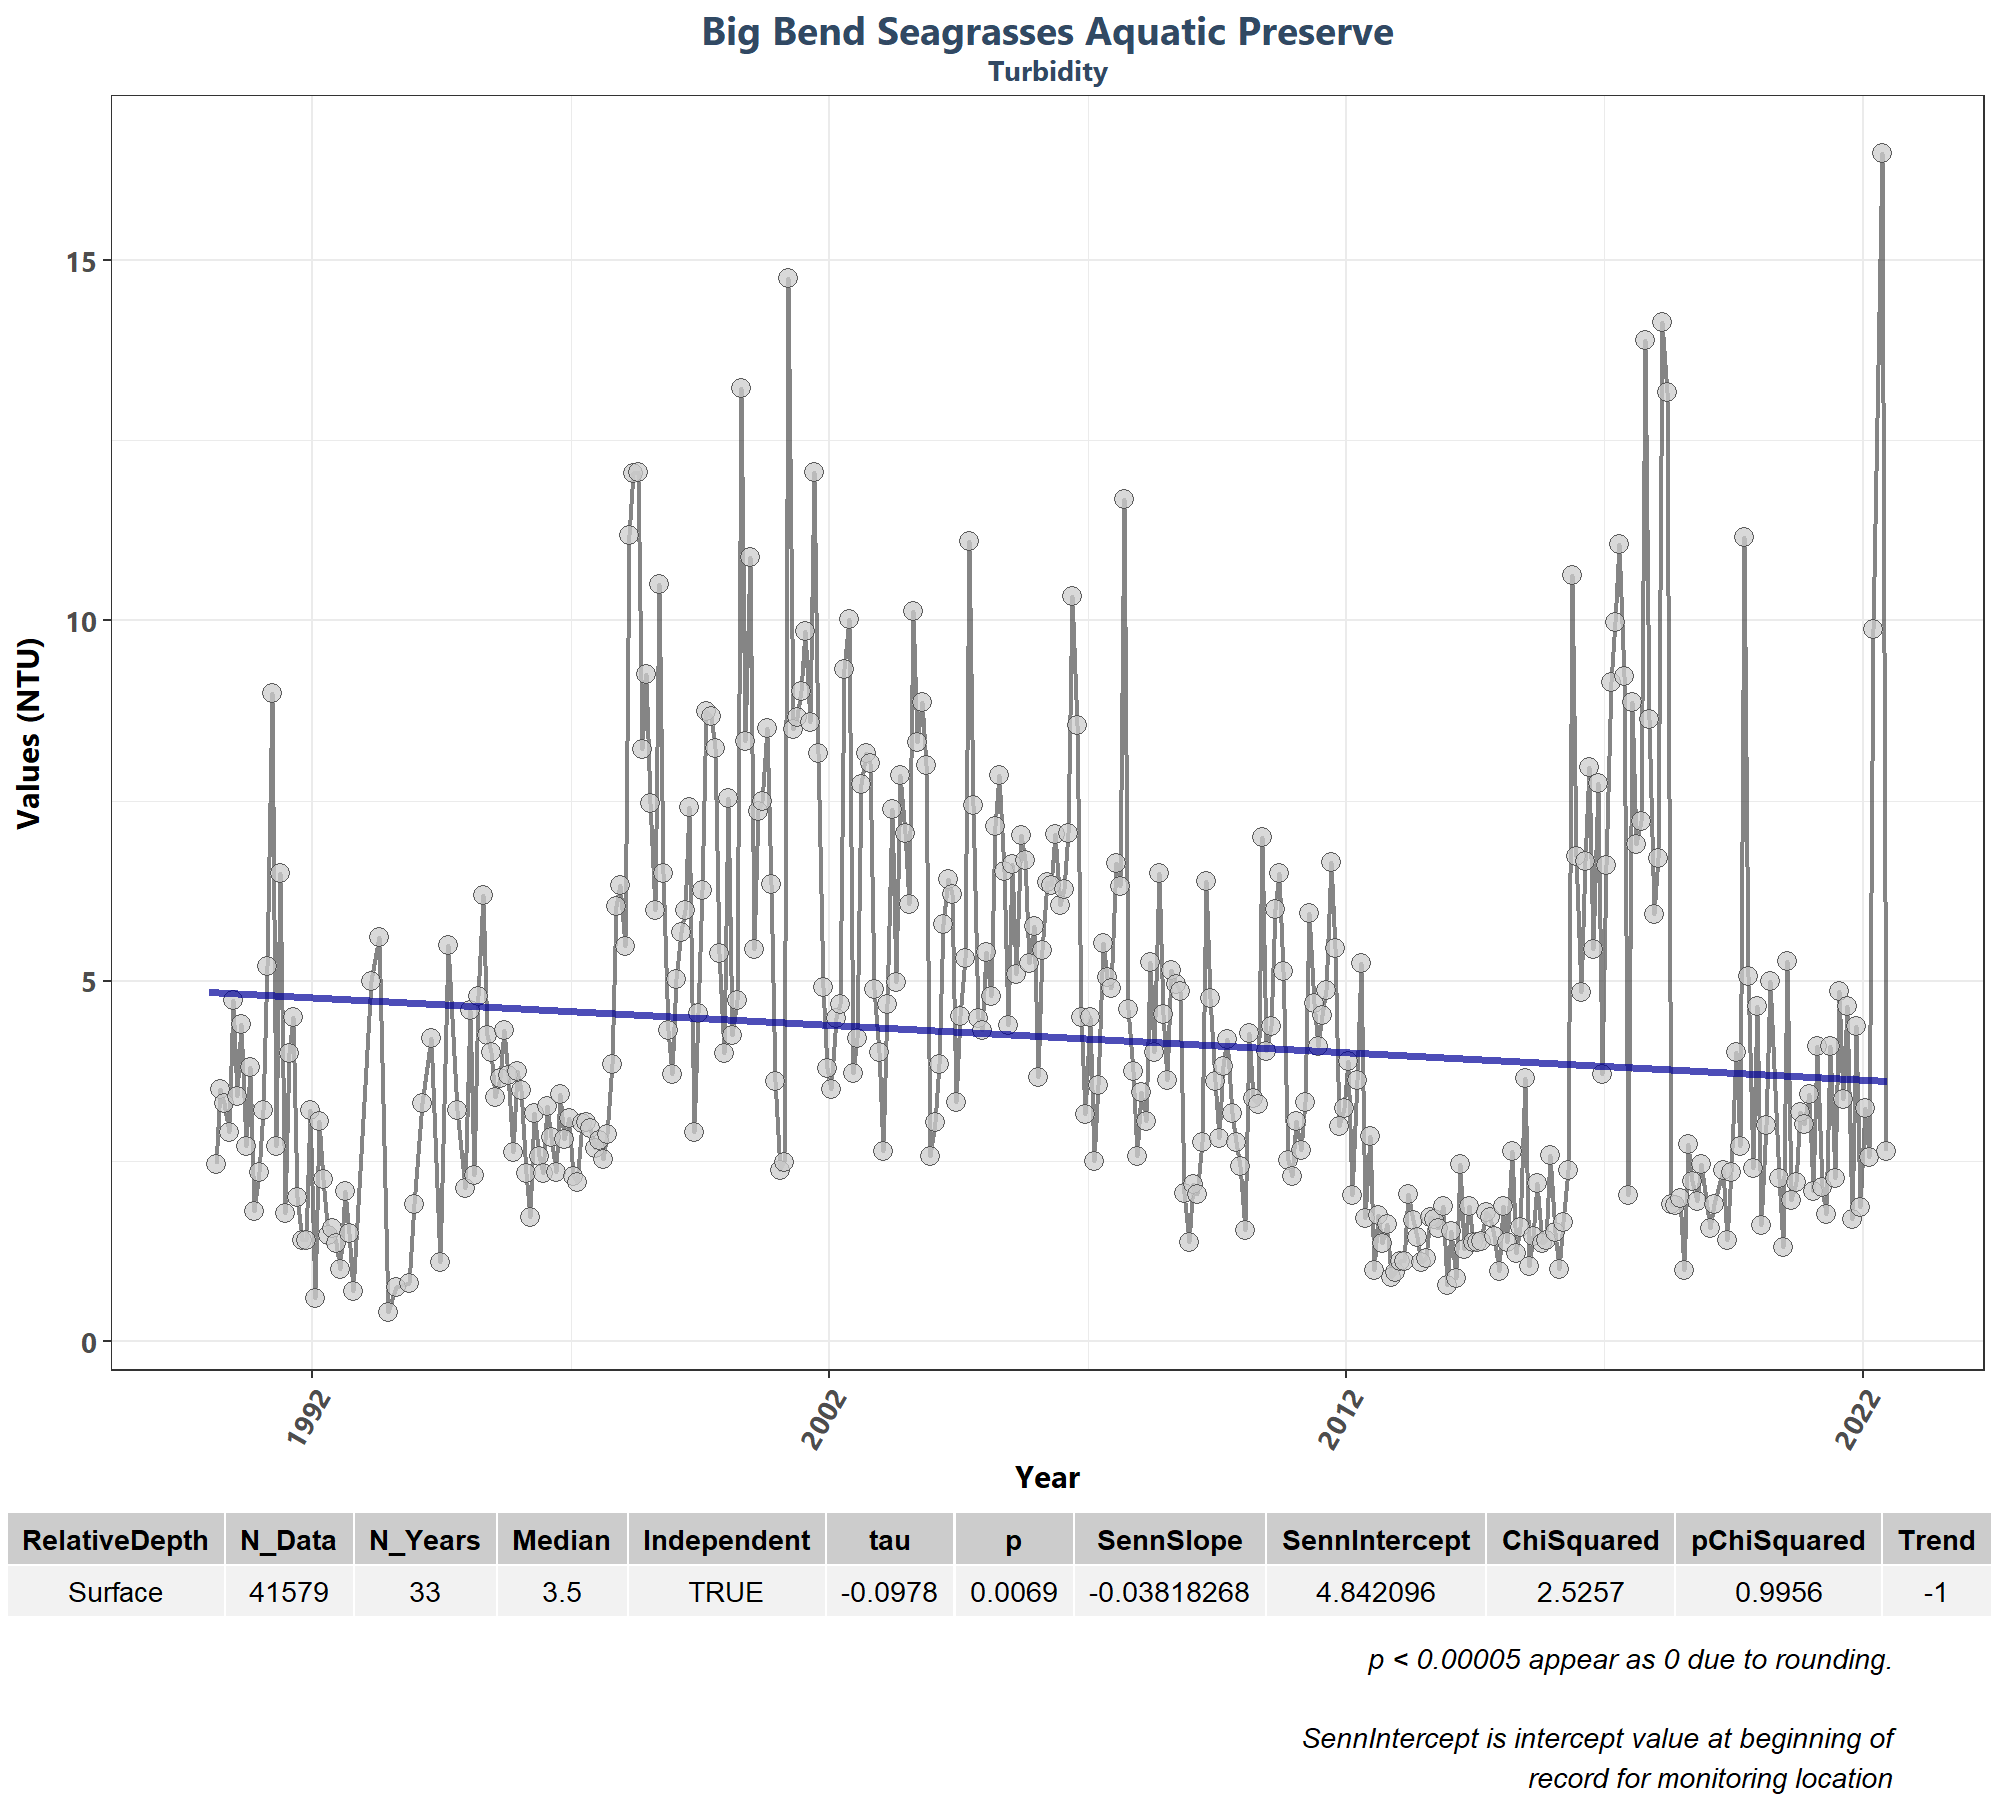 Big Bend Seagrasses Aquatic Preserve
Turbidity
Values (NTU)
15
10
5
0
1992 2002 2012 2022
Year
RelativeDepth N_Data N_Years Median Independent tau p SennSlope SennIntercept ChiSquared pChiSquared Trend
Surface 41579 33 3.5 TRUE -0.0978 0.0069 -0.03818268 4.842096 2.5257 0.9956 -1
p < 0.00005 appear as 0 due to rounding.
SennIntercept is intercept value at beginning of
record for monitoring location